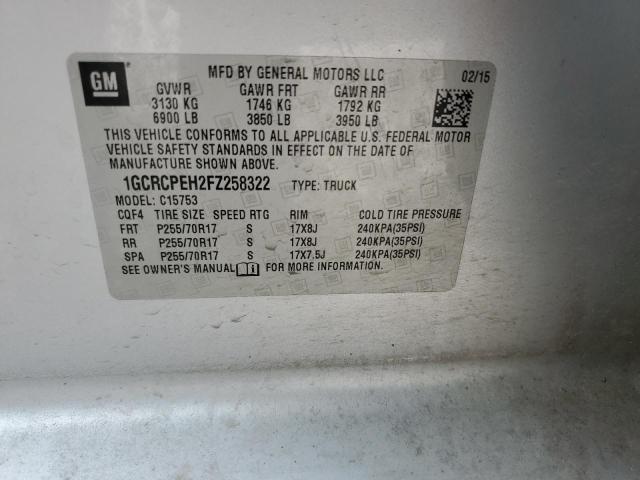 GM
MFD BY GENERAL MOTORS LLC 02/15
GVWR GAWR FRT GAWR RR
3130 KG 1746 KG 1792 KG
6900 LB 3850 LB 3950 LB
THIS VEHICLE CONFORMS TO ALL APPLICABLE U.S. FEDERAL MOTOR
VEHICLE SAFETY STANDARDS IN EFFECT ON THE DATE OF
MANUFACTURE SHOWN ABOVE.
1GCRCPEH2FZ258322 TYPE: TRUCK
MODEL: C15753
CQF4 TIRE SIZE SPEED RTG RIM COLD TIRE PRESSURE
FRT P255/70R17 S 17X8J 240KPA(35PSI)
RR P255/70R17 S 17X8J 240KPA(35PSI)
SPA P255/70R17 S 17X7.5J 240KPA(35PSI)
SEE OWNER'S MANUAL FOR MORE INFORMATION.